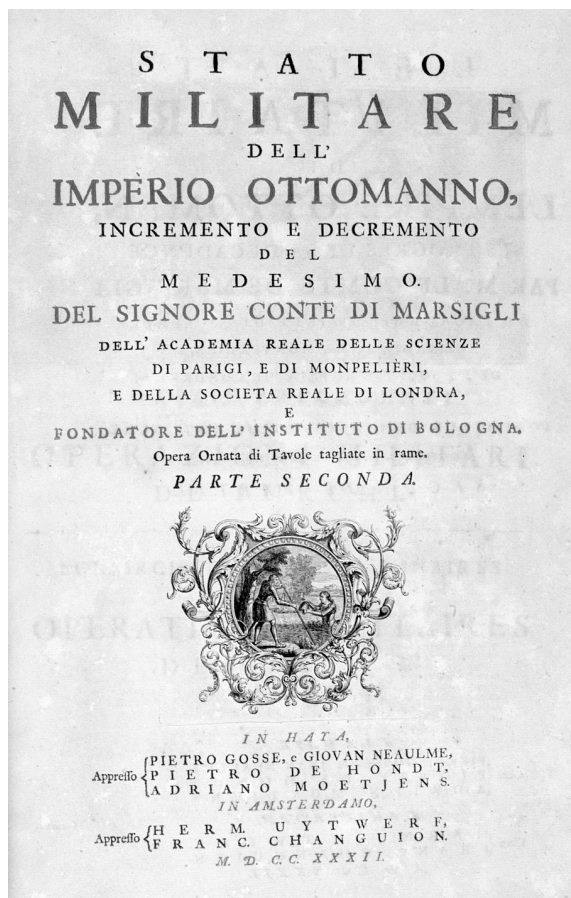 STATO
MILITARE
DELL'
IMPÈRIO OTTOMANNO,
INCREMENTO E DECREMENTO
DEL
MEDESIMO.
DEL SIGNORE CONTE DI MARSIGLI
DELL' ACADEMIA REALE DELLE SCIENZE
DI PARIGI, E DI MONPELIÈRI,
E DELLA SOCIETA REALE DI LONDRA,
E
FONDATORE DELL' INSTITUTO DI BOLOGNA.
Opera Ornata di Tavole tagliate in rame.
PARTE SECONDA.
IN HAYA,
Appreſſo { PIETRO GOSSE, e GIOVAN NEAULME,
PIETRO DE HONDT,
ADRIANO MOETJENS.
IN AMSTERDAMO,
Appreſſo { HERM. UYTWERF,
FRANC. CHANGUION.
M. D. C. C. XXXII.